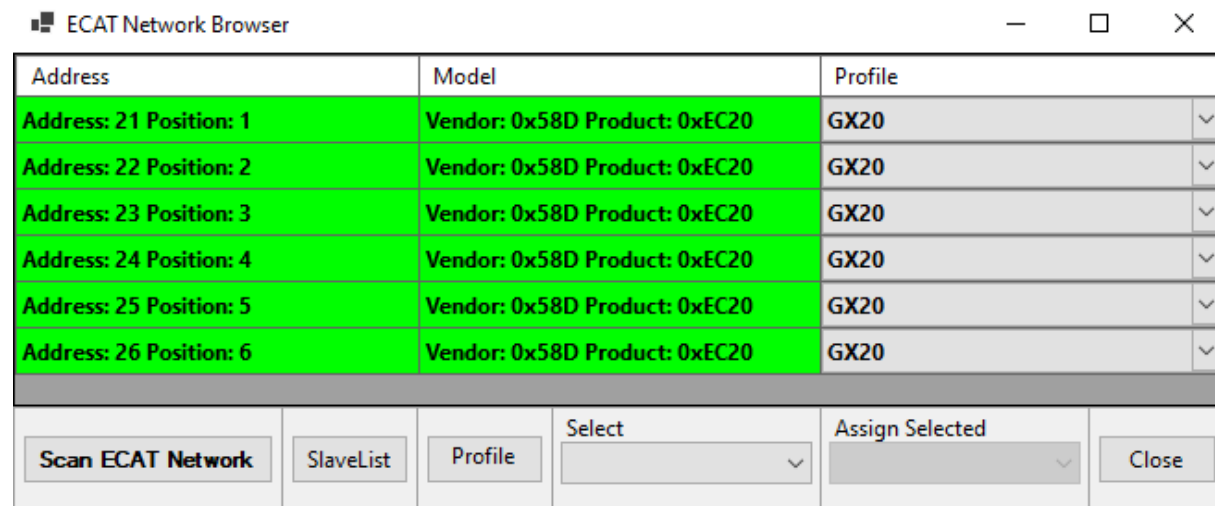 ECAT Network Browser
Address Model Profile
Address: 21 Position: 1 Vendor: 0x58D Product: 0xEC20 GX20
Address: 22 Position: 2 Vendor: 0x58D Product: 0xEC20 GX20
Address: 23 Position: 3 Vendor: 0x58D Product: 0xEC20 GX20
Address: 24 Position: 4 Vendor: 0x58D Product: 0xEC20 GX20
Address: 25 Position: 5 Vendor: 0x58D Product: 0xEC20 GX20
Address: 26 Position: 6 Vendor: 0x58D Product: 0xEC20 GX20
Select Assign Selected
Scan ECAT Network SlaveList Profile Close